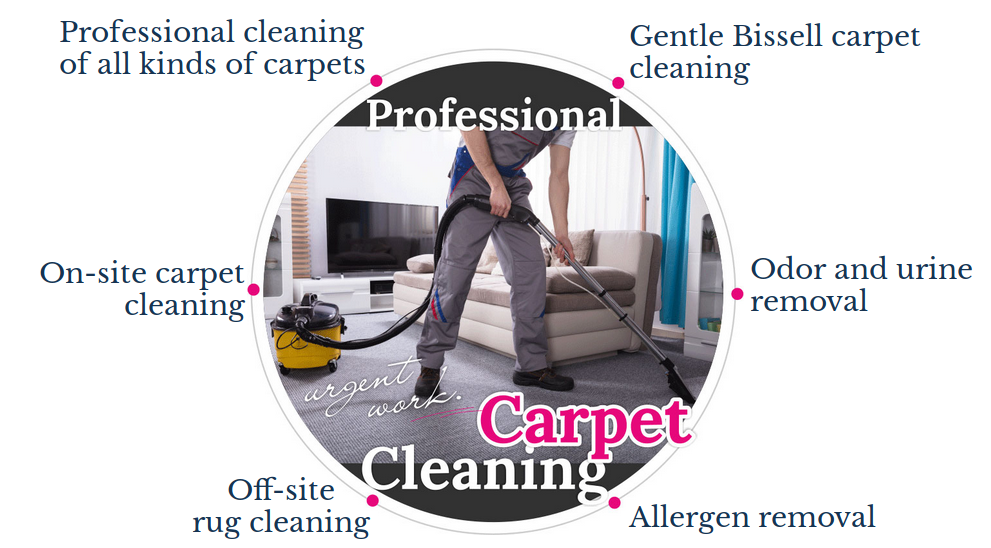 Professional cleaning
of all kinds of carpets
Gentle Bissell carpet
cleaning
Professional
On-site carpet
cleaning
Odor and urine
removal
urgent
work.
Carpet
Cleaning
Off-site
rug cleaning
Allergen removal